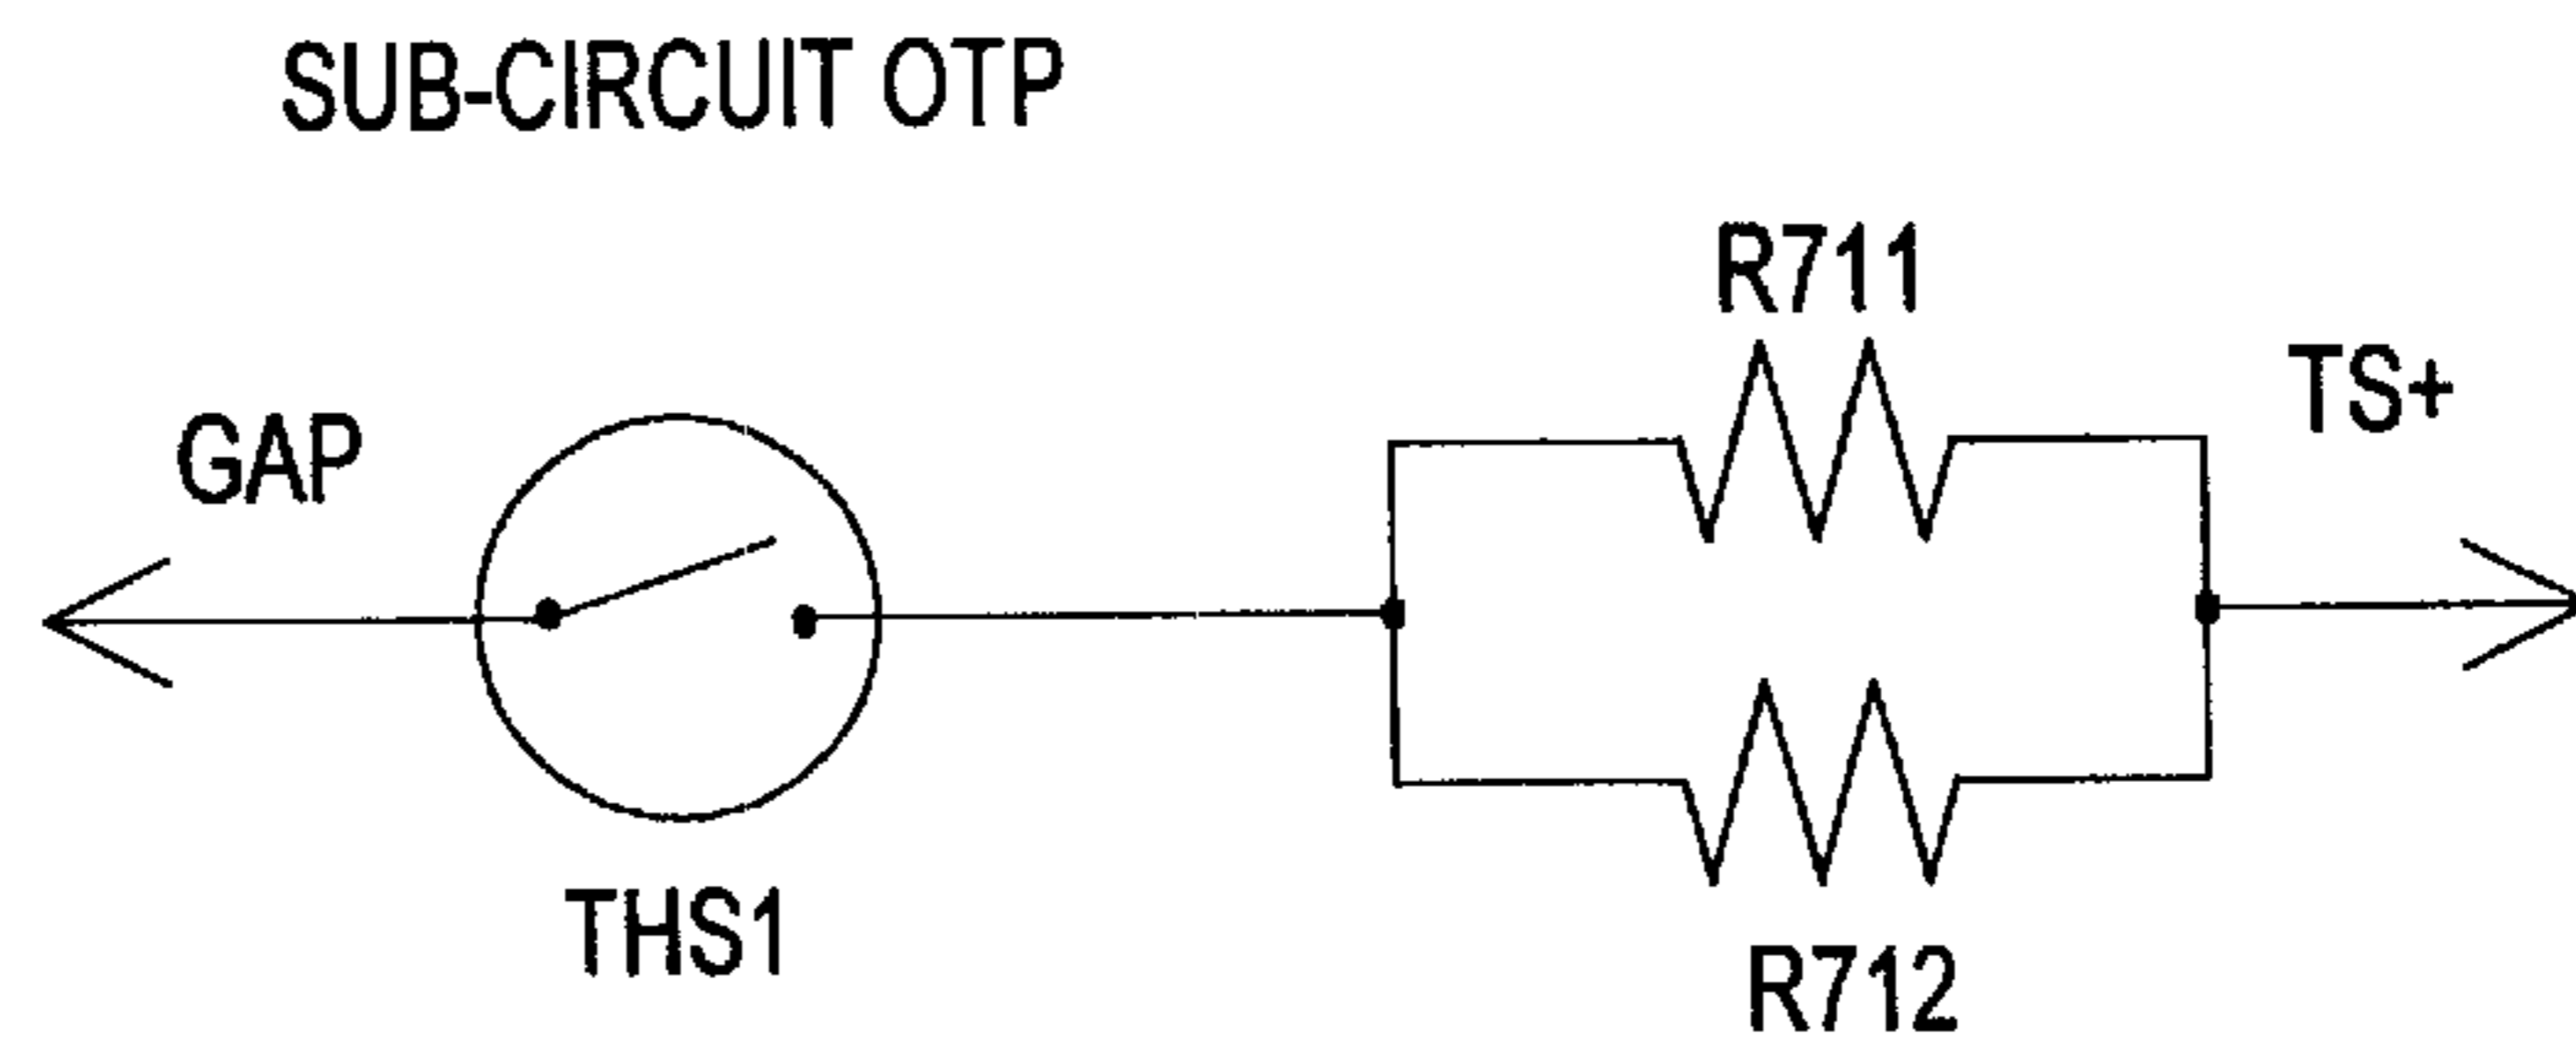 SUB-CIRCUIT OTP
R711
TS+
GAP
THS1
R712